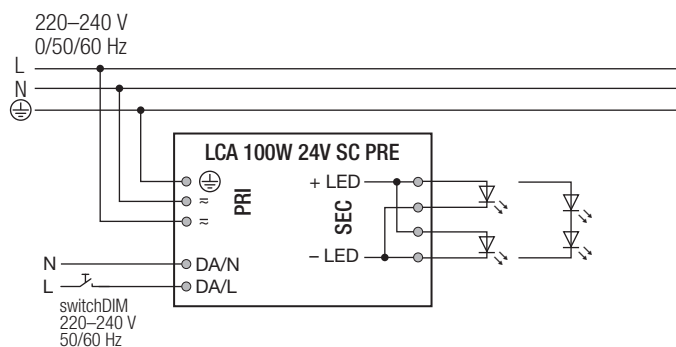 220–240 V
0/50/60 Hz
L
N
LCA 100W 24V SC PRE
+ LED
PRI
SEC
≂
≂
– LED
N
DA/N
L
DA/L
switchDIM
220–240 V
50/60 Hz